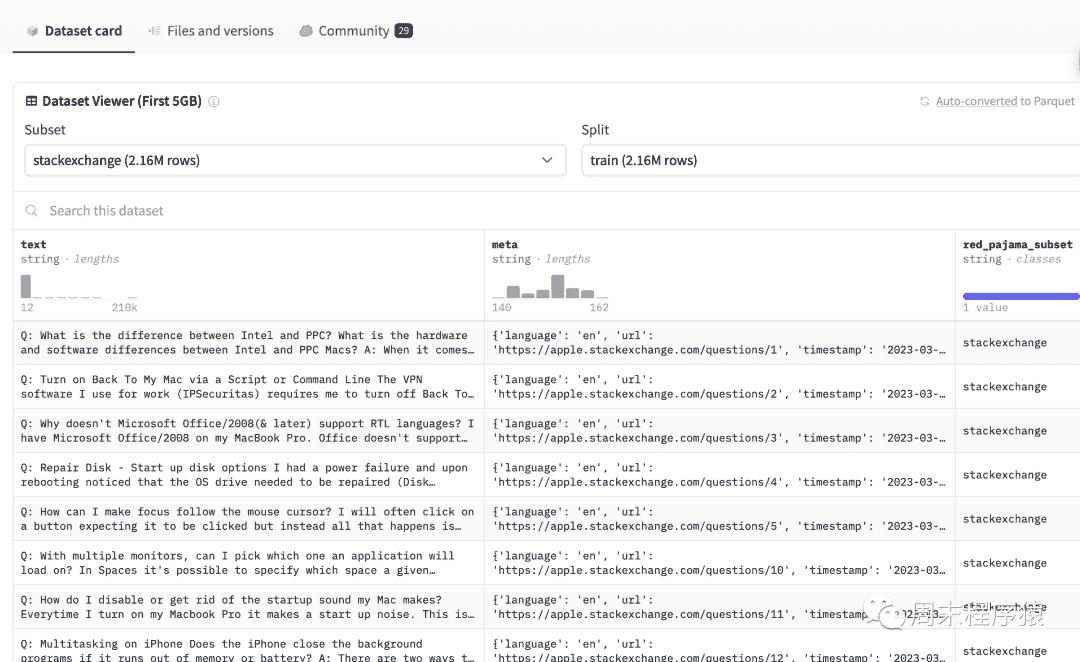 Dataset card
Files and versions
Community 29
Dataset Viewer (First 5GB)
Auto-converted to Parquet
Subset
Split
stackexchange (2.16M rows)
train (2.16M rows)
Search this dataset
text
meta
red_pajama_subset
string · lengths
string · lengths
string · classes
12 210k
140 162
1 value
Q: What is the difference between Intel and PPC? What is the hardware
and software differences between Intel and PPC Macs? A: When it comes…
{'language': 'en', 'url':
'https://apple.stackexchange.com/questions/1', 'timestamp': '2023-03-…
stackexchange
Q: Turn on Back To My Mac via a Script or Command Line The VPN
software I use for work (IPSecuritas) requires me to turn off Back To…
{'language': 'en', 'url':
'https://apple.stackexchange.com/questions/2', 'timestamp': '2023-03-…
stackexchange
Q: Why doesn't Microsoft Office/2008(& later) support RTL languages? I
have Microsoft Office/2008 on my MacBook Pro. Office doesn't support…
{'language': 'en', 'url':
'https://apple.stackexchange.com/questions/3', 'timestamp': '2023-03-…
stackexchange
Q: Repair Disk - Start up disk options I had a power failure and upon
rebooting noticed that the OS drive needed to be repaired (Disk…
{'language': 'en', 'url':
'https://apple.stackexchange.com/questions/4', 'timestamp': '2023-03-…
stackexchange
Q: How can I make focus follow the mouse cursor? I will often click on
a button expecting it to be clicked but instead all that happens is…
{'language': 'en', 'url':
'https://apple.stackexchange.com/questions/5', 'timestamp': '2023-03-…
stackexchange
Q: With multiple monitors, can I pick which one an application will
load on? In Spaces it's possible to specify which space a given…
{'language': 'en', 'url':
'https://apple.stackexchange.com/questions/10', 'timestamp': '2023-03…
stackexchange
Q: How do I disable or get rid of the startup sound my Mac makes?
Everytime I turn on my Macbook Pro it makes a start up noise. This is…
{'language': 'en', 'url':
'https://apple.stackexchange.com/questions/11', 'timestamp': '2023-03…
stackexchange
周末程序猿
Q: Multitasking on iPhone Does the iPhone close the background
programs if it runs out of memory or battery? A: There are two ways t…
{'language': 'en', 'url':
'https://apple.stackexchange.com/questions/12', 'timestamp': '2023-03…
stackexchange